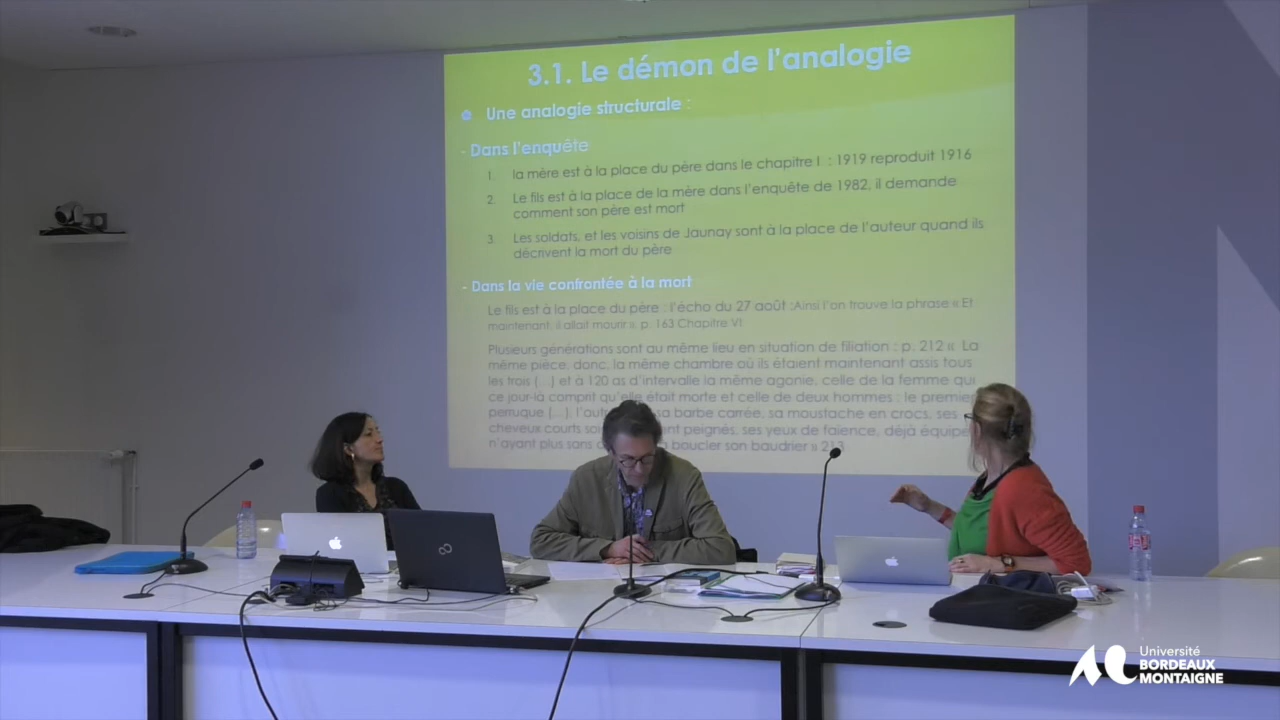 3.1. Le démon de l'analogie
Une analogie structurale :
- Dans l'enquête
1. la mère est à la place du père dans le chapitre I : 1919 reproduit 1916
2. Le fils est à la place de la mère dans l'enquête de 1982, il demande
comment son père est mort
3. Les soldats, et les voisins de Jaunay sont à la place de l'auteur quand ils
décrivent la mort du père
- Dans la vie confrontée à la mort
Le fils est à la place du père : l'écho du 27 août :Ainsi l'on trouve la phrase « Et
maintenant, il allait mourir », p. 163 Chapitre VI
Plusieurs générations sont au même lieu en situation de filiation : p. 212 « La
même pièce, donc, la même chambre où ils étaient maintenant assis tous
les trois (…) et à 120 as d'intervalle la même agonie, celle de la femme qui
ce jour-là comprit qu'elle était morte et celle de deux hommes : le premier
perruque (…), l'aut sa barbe carrée, sa moustache en crocs, ses
cheveux courts soi nt peignés, ses yeux de faïence, déjà équipé
n'ayant plus sans boucler son baudrier » 213
Université
BORDEAUX
MONTAIGNE